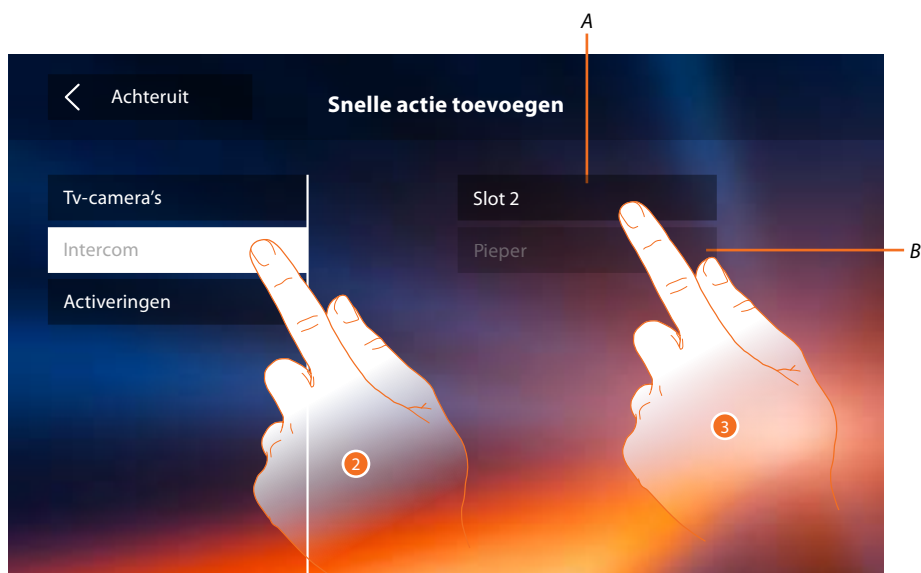 A
Achteruit
Snelle actie toevoegen
Tv-camera's
Slot 2
Intercom
Pieper
B
Activeringen
3
2